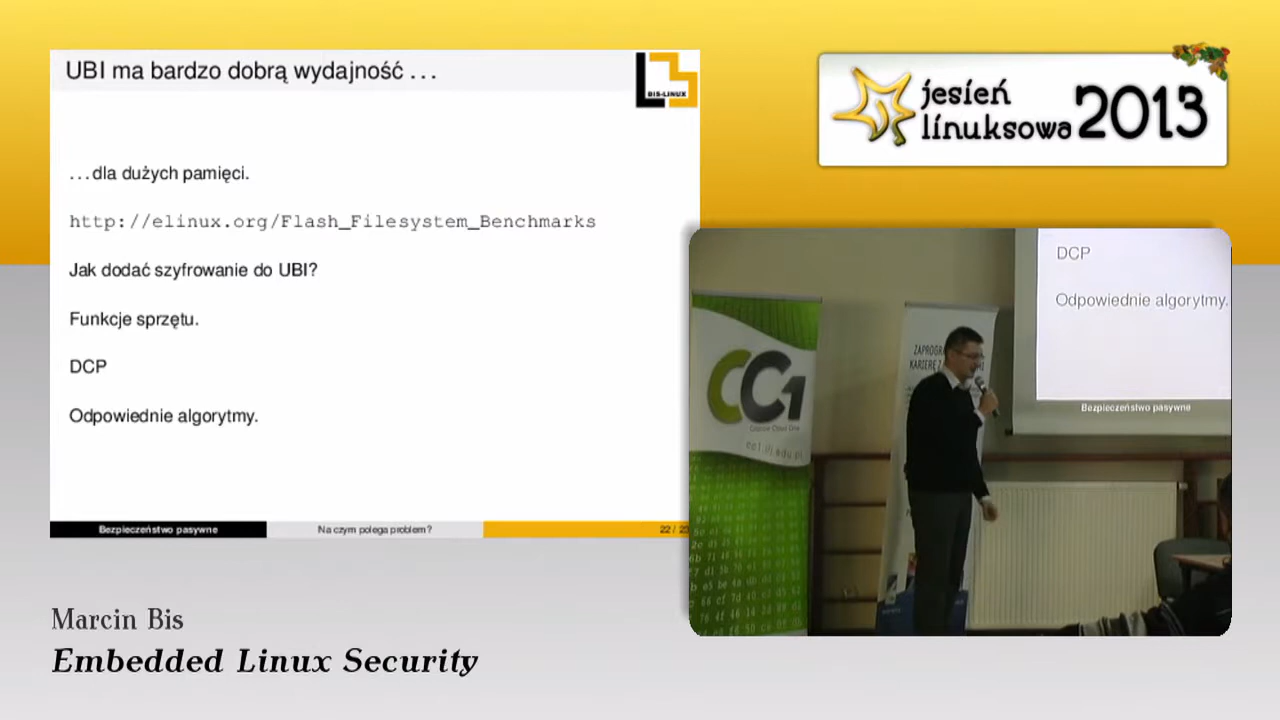 UBI ma bardzo dobrą wydajność ...
BIS-LINUX
...dla dużych pamięci.
http://elinux.org/Flash_Filesystem_Benchmarks
Jak dodać szyfrowanie do UBI?
Funkcje sprzętu.
DCP
Odpowiednie algorytmy.
Bezpieczeństwo pasywne
Na czym polega problem?
22 /
jesień
linuksowa 2013
DCP
Odpowiednie algorytmy.
Bezpieczeństwo pasywne
CC1
Marcin Bis
Embedded Linux Security